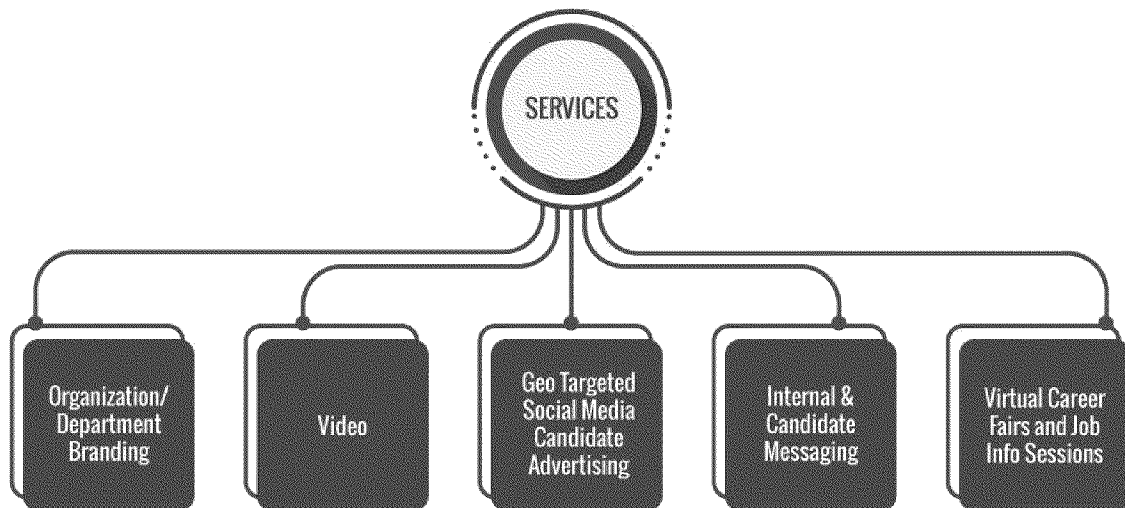 SERVICES
Organization/
Department
Branding
Video
Geo Targeted
Social Media
Candidate
Advertising
Internal &
Candidate
Messaging
Virtual Career
Fairs and Job
Info Sessions